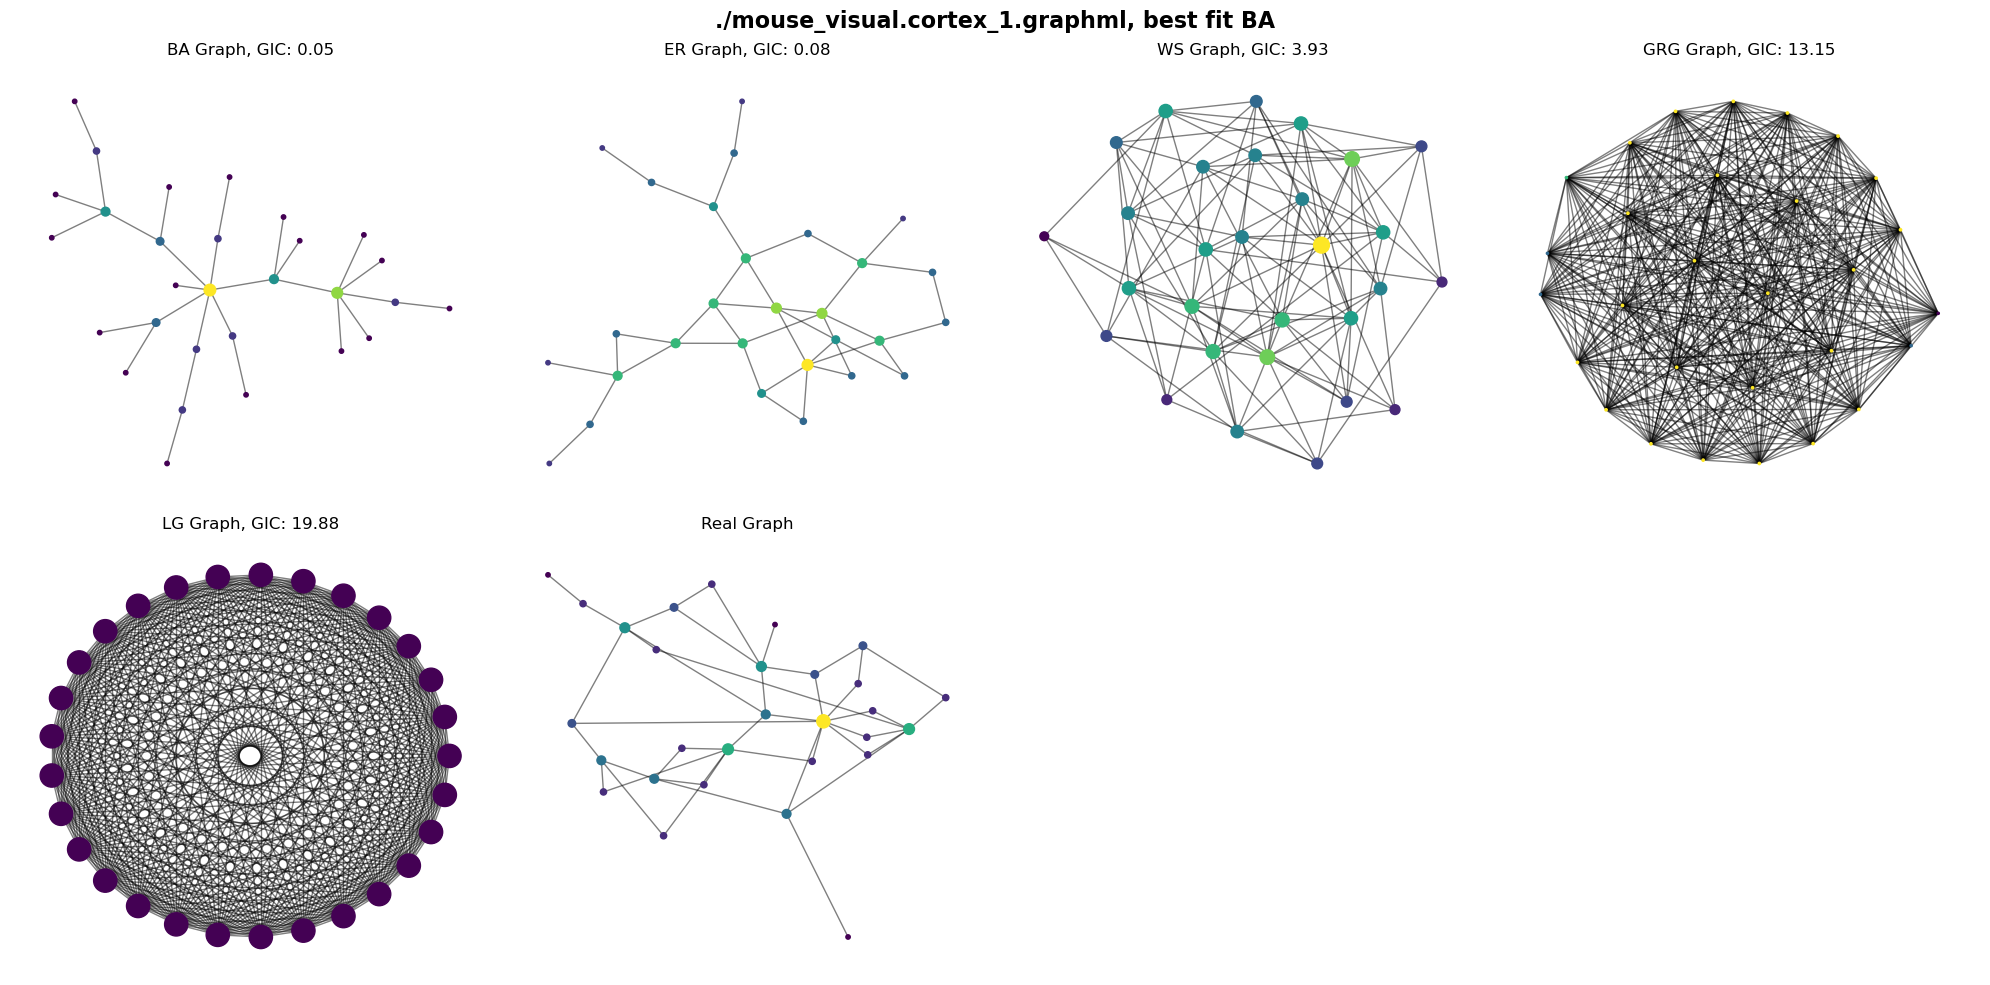 ./mouse_visual.cortex_1.graphml, best fit BA
BA Graph, GIC: 0.05
ER Graph, GIC: 0.08
WS Graph, GIC: 3.93
GRG Graph, GIC: 13.15
LG Graph, GIC: 19.88
Real Graph